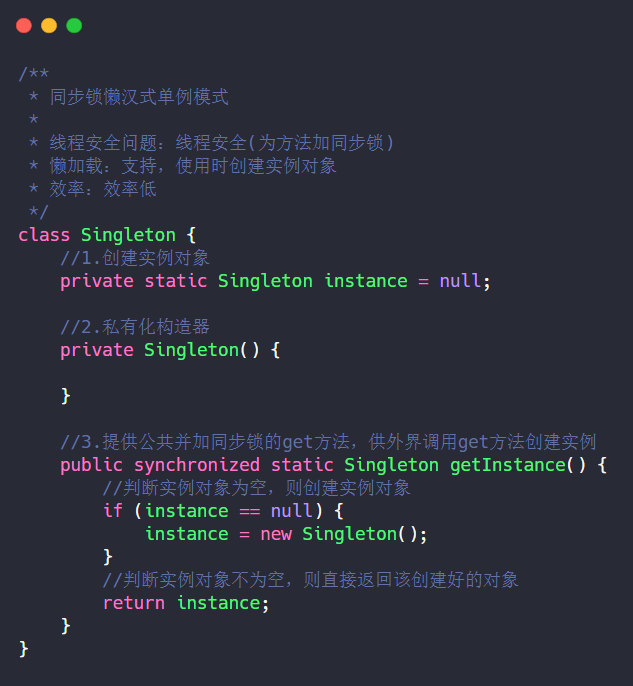 /**
 * 同步锁懒汉式单例模式
 *
 * 线程安全问题：线程安全(为方法加同步锁)
 * 懒加载：支持，使用时创建实例对象
 * 效率：效率低
 */
class Singleton {
    //1.创建实例对象
    private static Singleton instance = null;

    //2.私有化构造器
    private Singleton() {

    }

    //3.提供公共并加同步锁的get方法，供外界调用get方法创建实例
    public synchronized static Singleton getInstance() {
        //判断实例对象为空，则创建实例对象
        if (instance == null) {
            instance = new Singleton();
        }
        //判断实例对象不为空，则直接返回该创建好的对象
        return instance;
    }
}